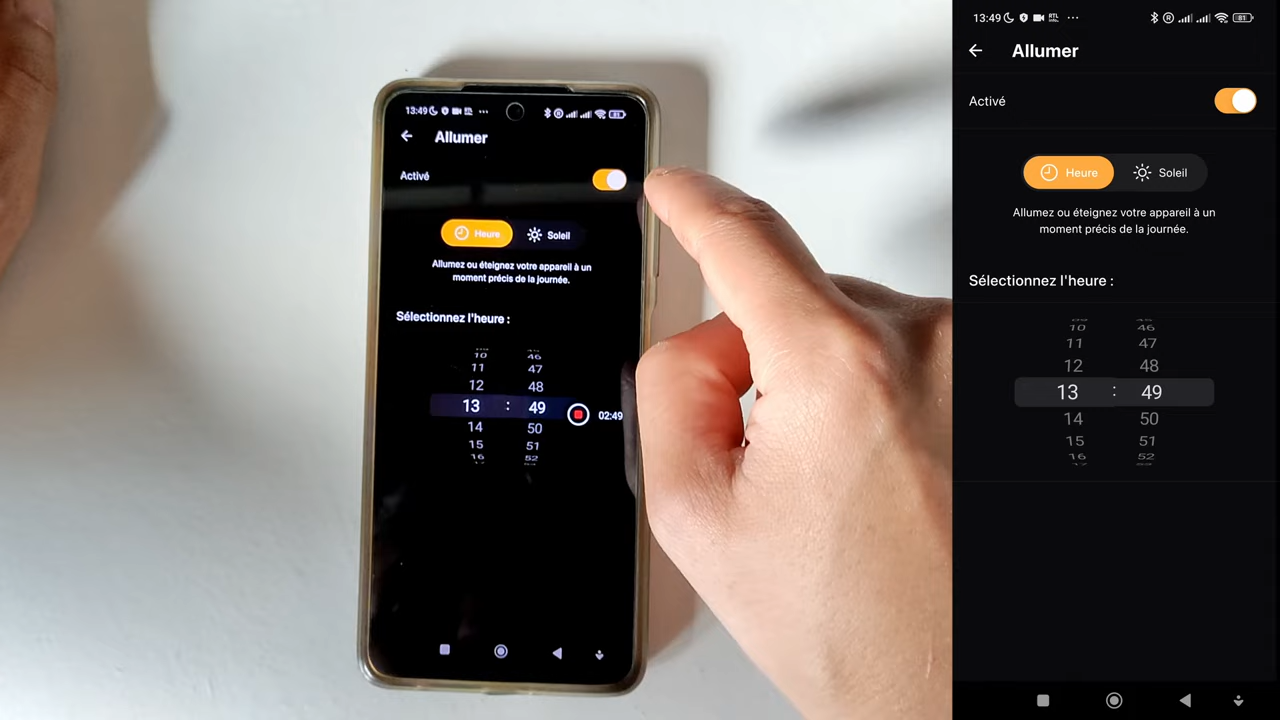 13:49
Allumer
Activé
Heure
Soleil
Allumez ou éteignez votre appareil à un
moment précis de la journée.
Sélectionnez l'heure :
10 46
11 47
12 48
13 : 49
02:49
14 50
15 51
16 52
13:49 RTL 81
Allumer
Activé
Heure
Soleil
Allumez ou éteignez votre appareil à un
moment précis de la journée.
Sélectionnez l'heure :
10 46
11 47
12 48
13 : 49
14 50
15 51
16 52